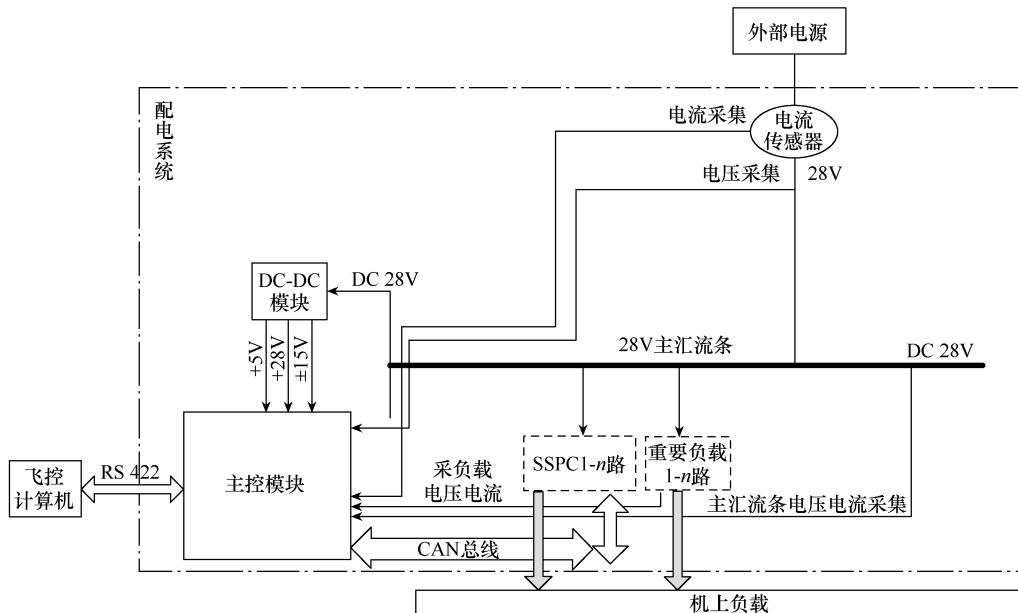 外部电源
配电系统
电流采集
电流
传感器
电压采集
28V
DC-DC
模块
DC 28V
+5V
+28V
±15V
28V主汇流条
DC 28V
飞控
计算机
RS 422
主控模块
采负载
电压电流
SSPC1-n路
重要负载
1-n路
主汇流条电压电流采集
CAN总线
机上负载